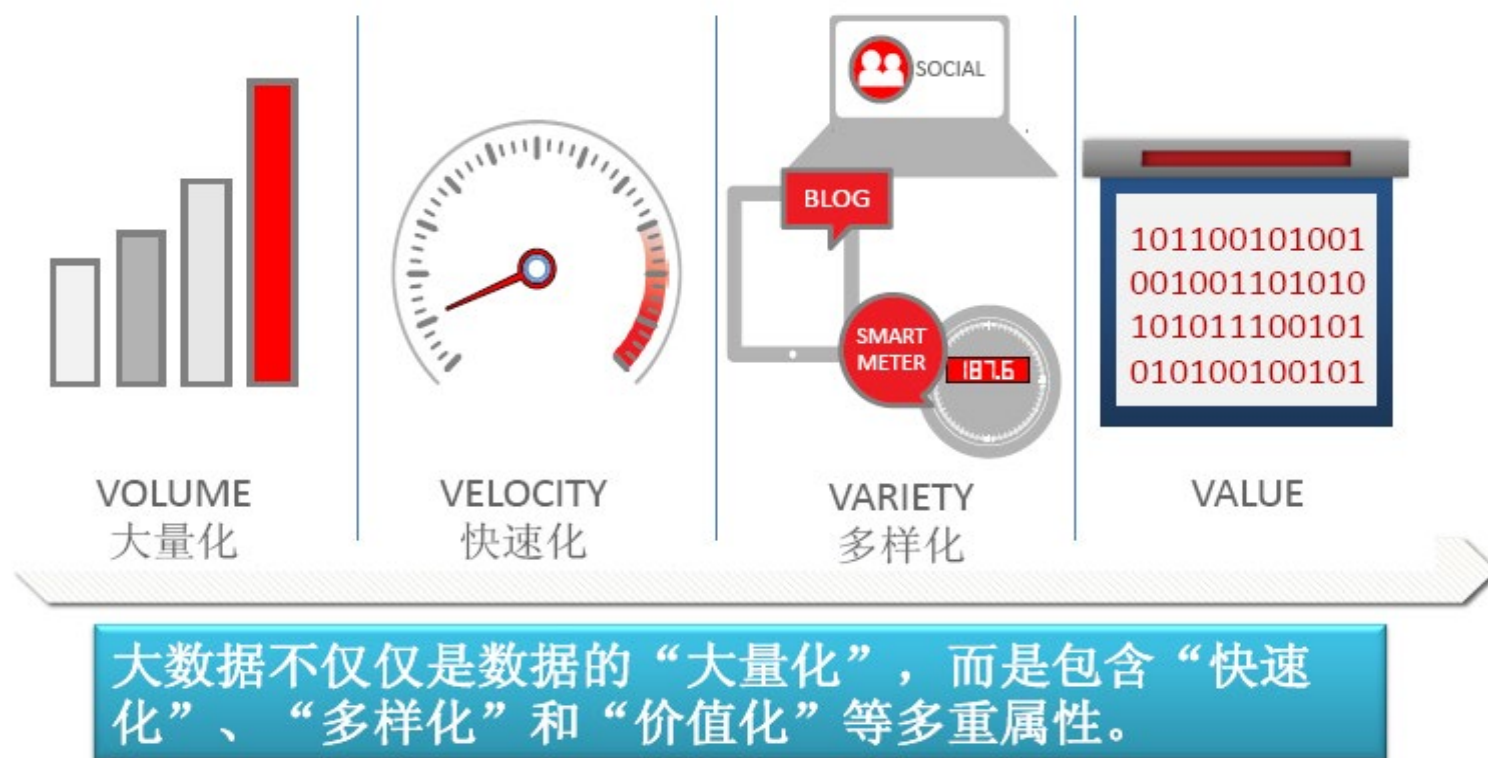 SOCIAL
BLOG
SMART
METER
187.6
101100101001
001001101010
101011100101
010100100101
VOLUME
大量化
VELOCITY
快速化
VARIETY
多样化
VALUE
大数据不仅仅是数据的“大量化”，而是包含“快速
化”、“多样化”和“价值化”等多重属性。